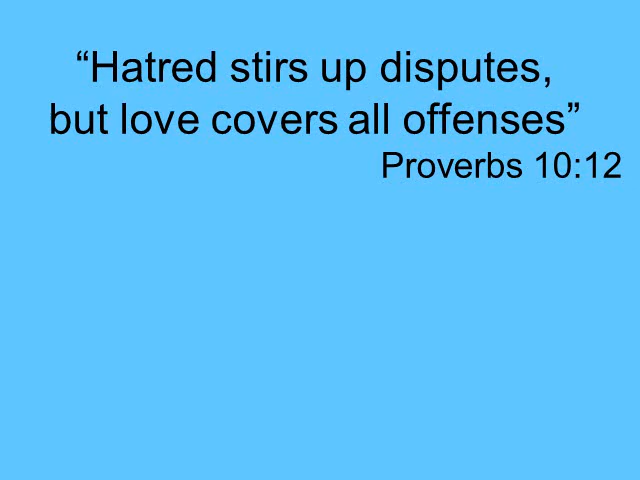 “Hatred stirs up disputes,
but love covers all offenses”
Proverbs 10:12